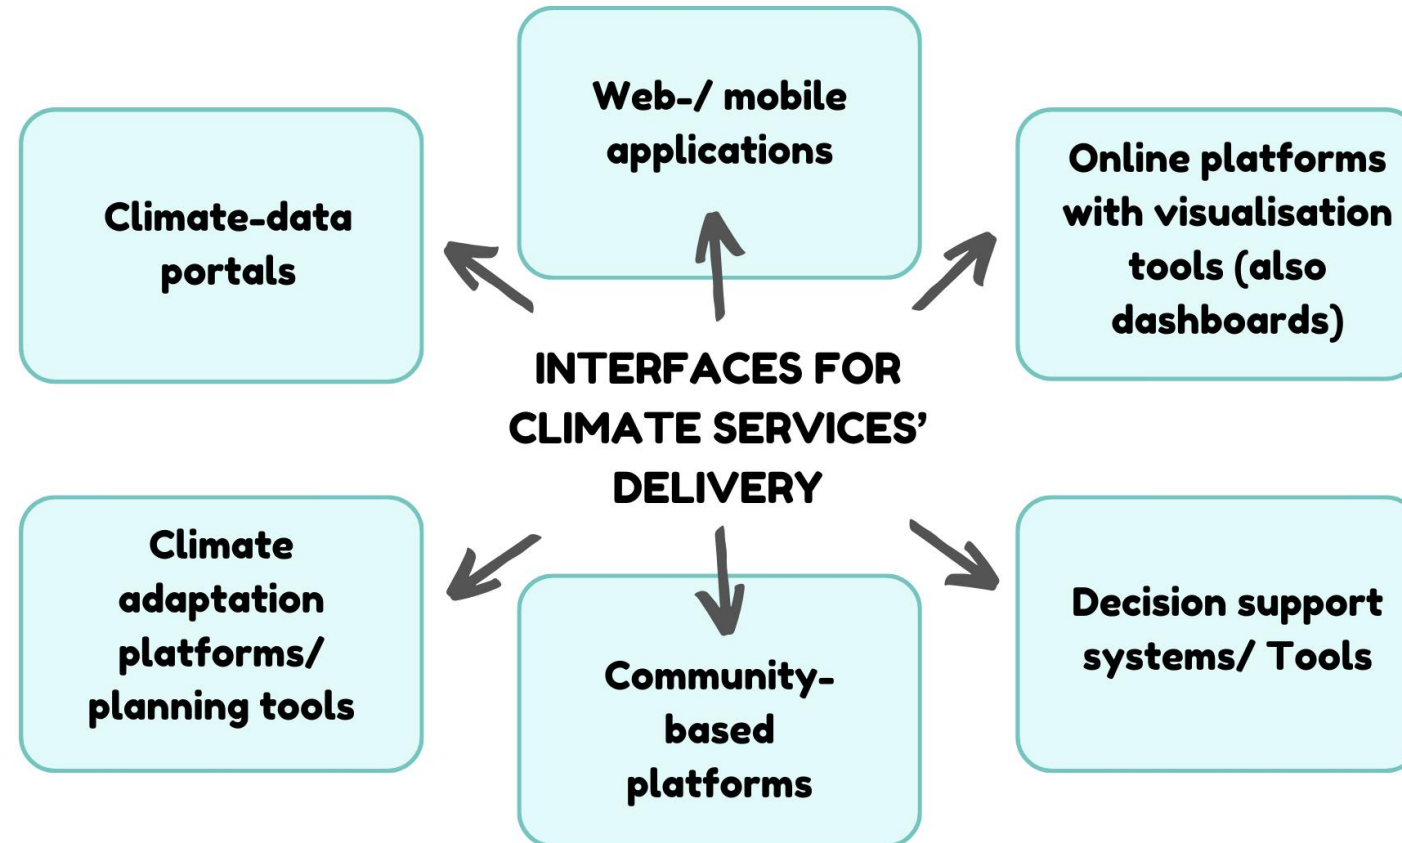 Web-/ mobile
applications
Climate-data
portals
Online platforms
with visualisation
tools (also
dashboards)
INTERFACES FOR
CLIMATE SERVICES’
DELIVERY
Climate
adaptation
platforms/
planning tools
Community-
based
platforms
Decision support
systems/ Tools